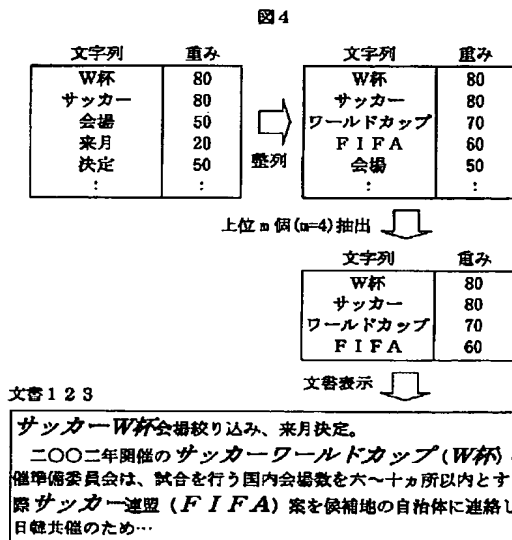 図4
文字列 重み
W杯 80
サッカー 80
会場 50
来月 20
決定 50
: :
整列
文字列 重み
W杯 80
サッカー 80
ワールドカップ 70
FIFA 60
会場 50
: :
上位m個(m=4)抽出
文字列 重み
W杯 80
サッカー 80
ワールドカップ 70
FIFA 60
文書表示
文書123
サッカーW杯会場絞り込み、来月決定。
二〇〇二年開催のサッカーワールドカップ(W杯)
催準備委員会は、試合を行う国内会場数を六~十ヵ所以内とす
際サッカー連盟(FIFA)案を候補地の自治体に連絡し
日韓共催のため…